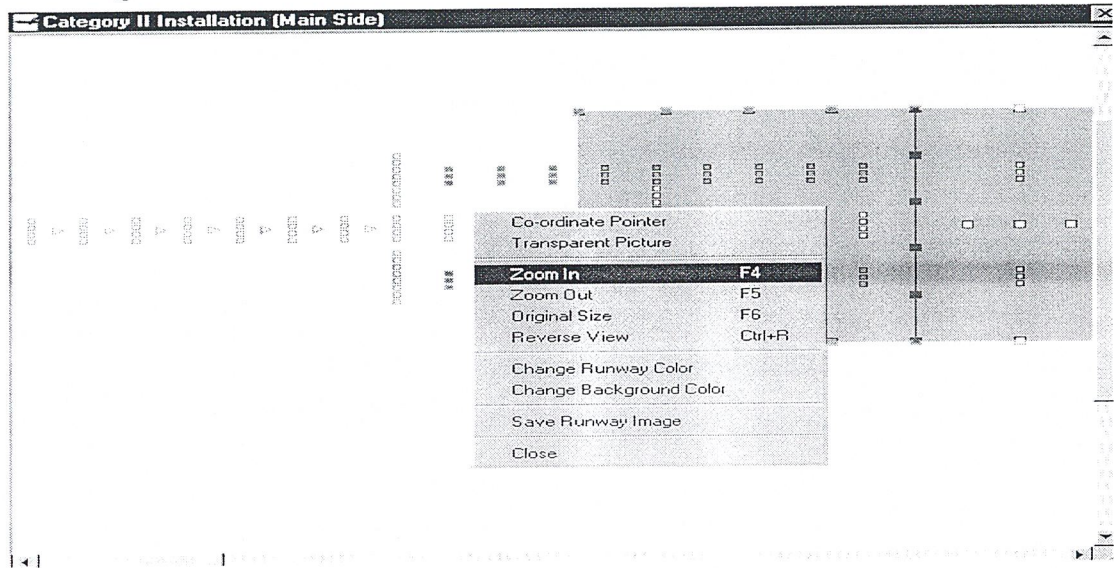 Category II Installation (Main Side)
Co-ordinate Pointer
Transparent Picture
Zoom In F4
Zoom Out F5
Original Size F6
Reverse View Ctrl+R
Change Runway Color
Change Background Color
Save Runway Image
Close